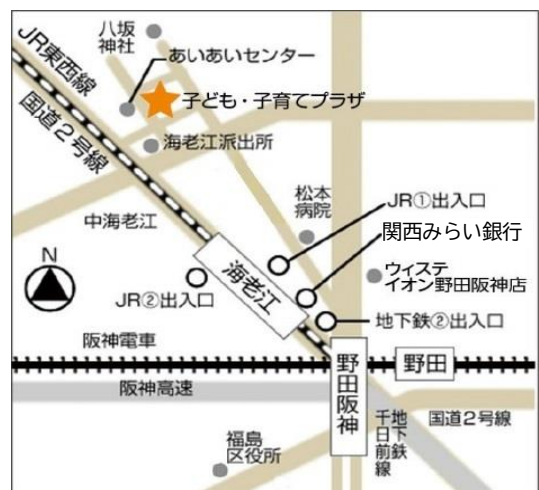 八坂
神社
あいあいセンター
JR東西線
国道2号線
子ども・子育てプラザ
海老江派出所
松本
病院
JR①出入口
中海老江
関西みらい銀行
N
海老江
ウィステ
イオン野田阪神店
JR②出入口
地下鉄②出入口
阪神電車
野田阪神
野田
阪神高速
地下鉄
千日前線
国道2号線
福島
区役所